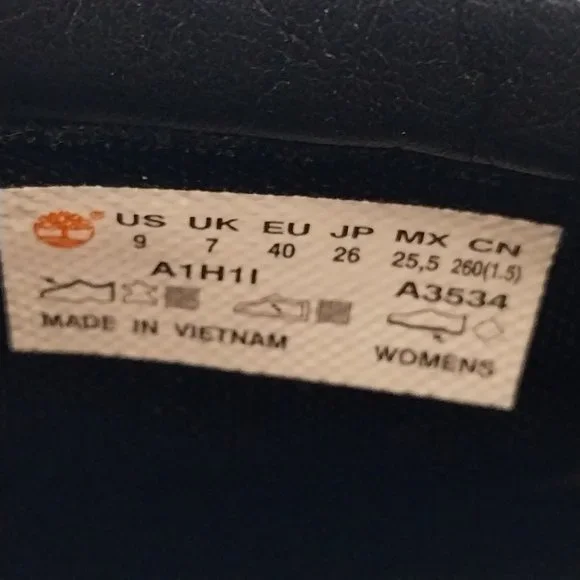 US UK EU JP MX CN
9 7 40 26 25,5 260(1.5)
A1H1I A3534
MADE IN VIETNAM WOMENS